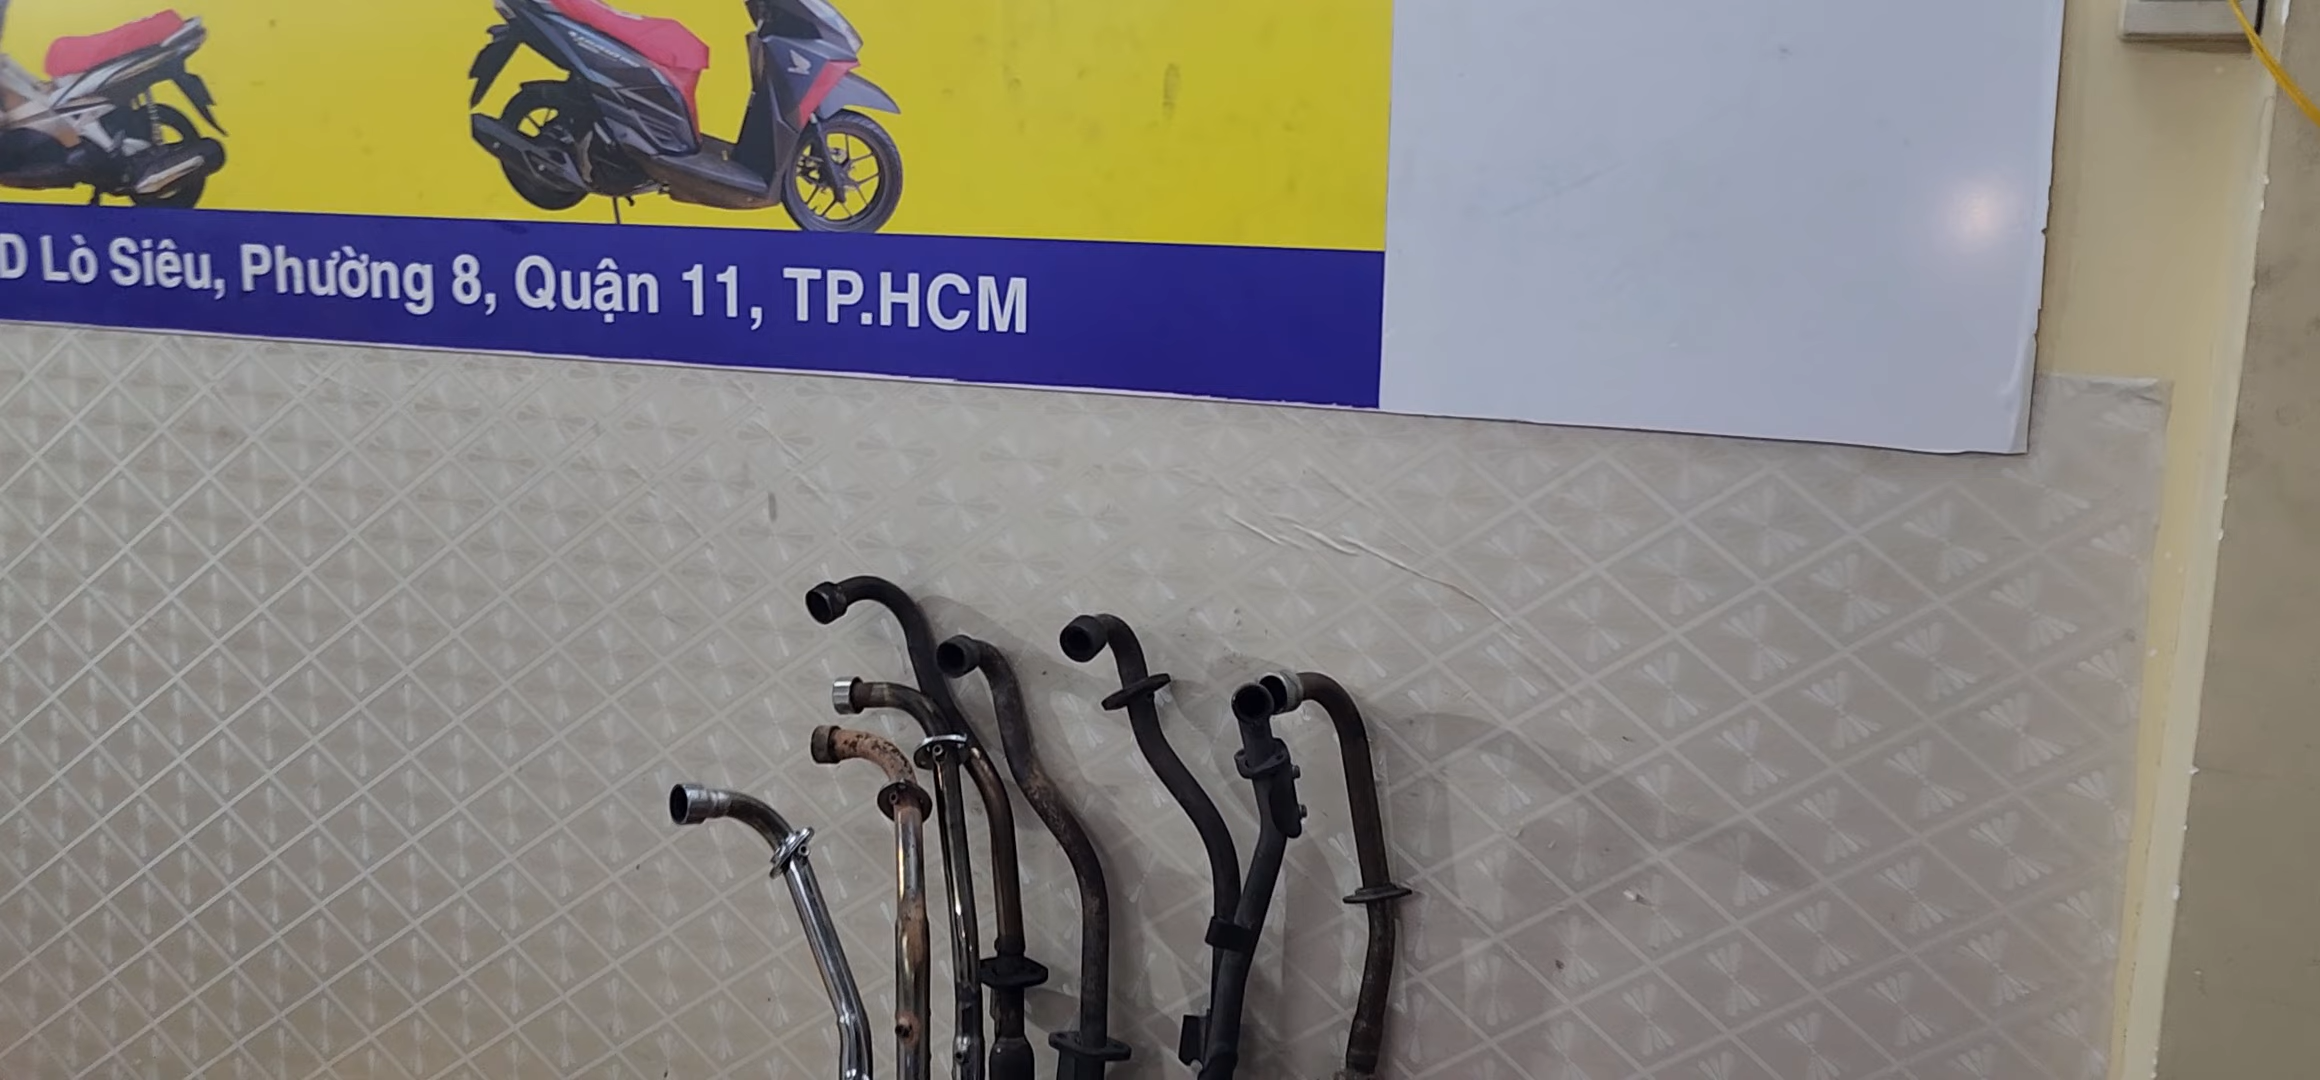 D Lò Siêu, Phường 8, Quận 11, TP.HCM